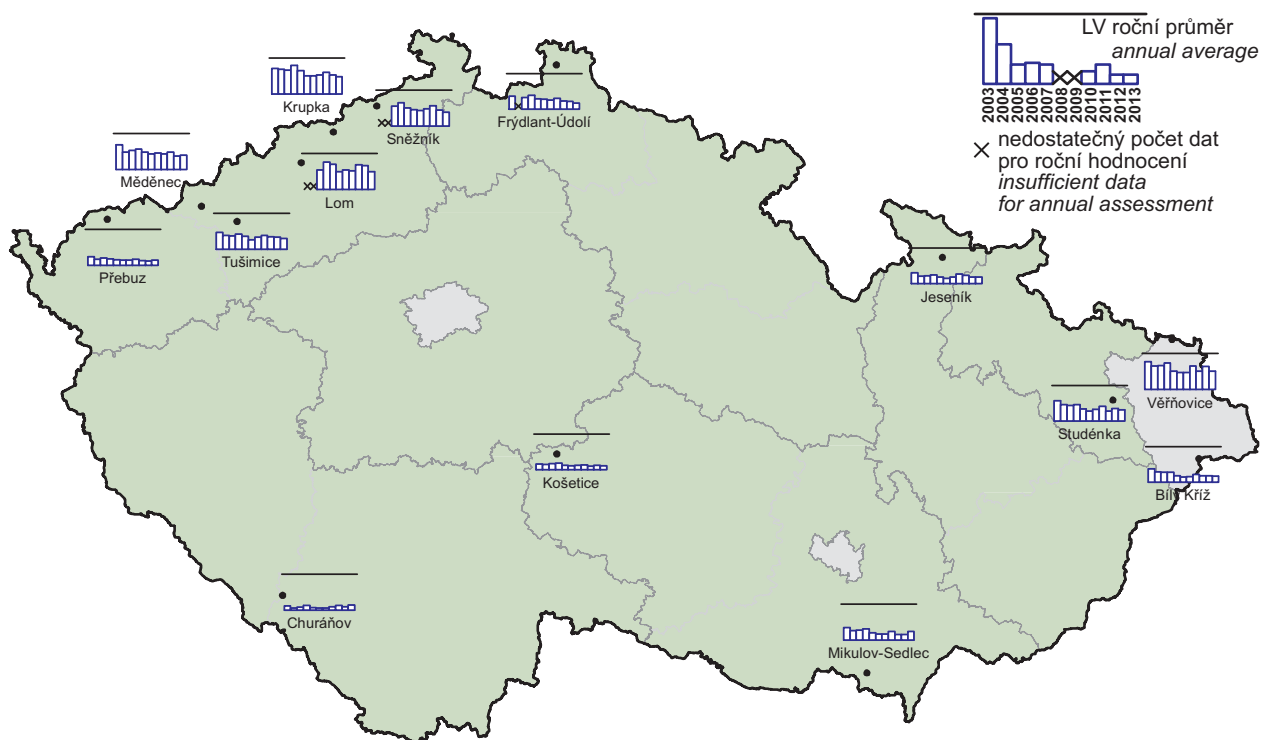 LV roční průměr
annual average
2003
2004
2005
2006
2007
2008
2009
2010
2011
2012
2013
nedostatečný počet dat
pro roční hodnocení
insufficient data
for annual assessment
Krupka
Sněžník
Frýdlant-Údolí
Měděnec
Lom
Přebuz
Tušimice
Jeseník
Věřňovice
Studénka
Košetice
Bílý Kříž
Churáňov
Mikulov-Sedlec